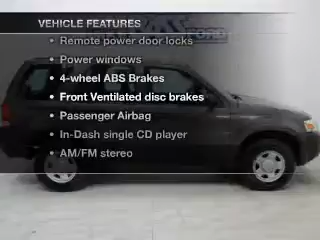 VEHICLE FEATURES
• Remote power door locks
• Power windows
• 4-wheel ABS Brakes
• Front Ventilated disc brakes
• Passenger Airbag
• In-Dash single CD player
• AM/FM stereo
FORD